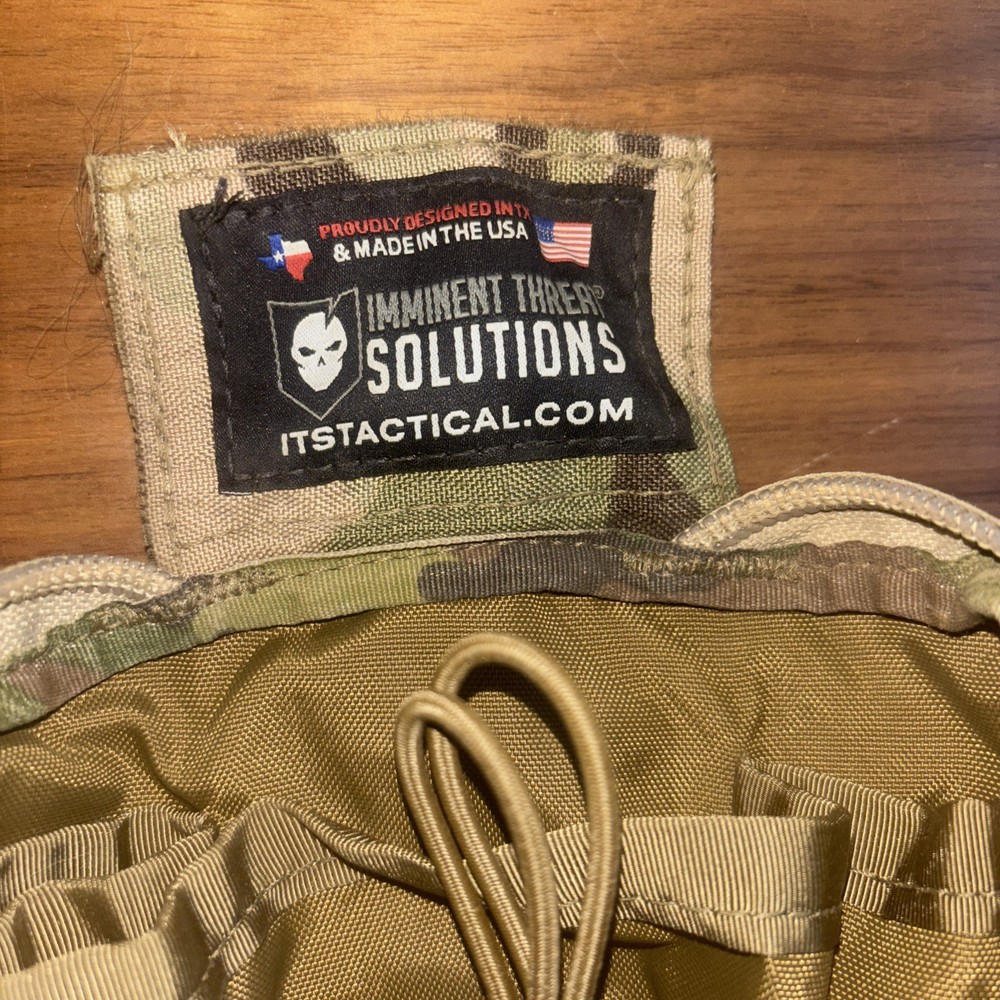 PROUDLY DESIGNED IN TX
& MADE IN THE USA
IMMINENT THREAT
SOLUTIONS
ITSTACTICAL.COM